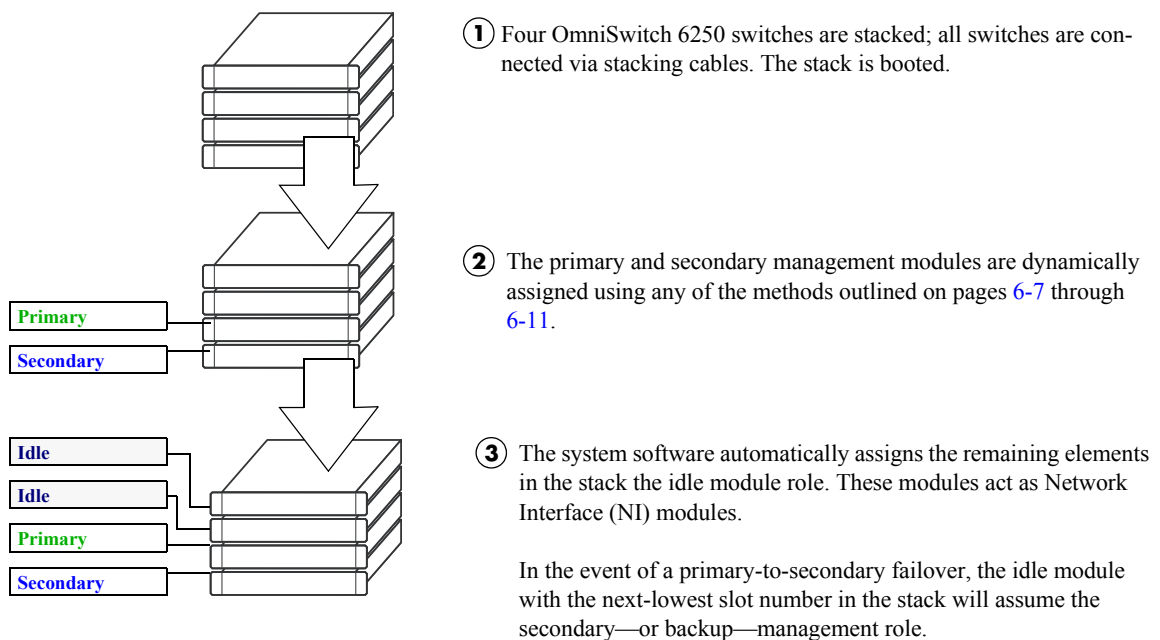 1 Four OmniSwitch 6250 switches are stacked; all switches are con-
nected via stacking cables. The stack is booted.
2 The primary and secondary management modules are dynamically
assigned using any of the methods outlined on pages 6-7 through
6-11.
Primary
Secondary
Idle
Idle
Primary
Secondary
3 The system software automatically assigns the remaining elements
in the stack the idle module role. These modules act as Network
Interface (NI) modules.
In the event of a primary-to-secondary failover, the idle module
with the next-lowest slot number in the stack will assume the
secondary—or backup—management role.